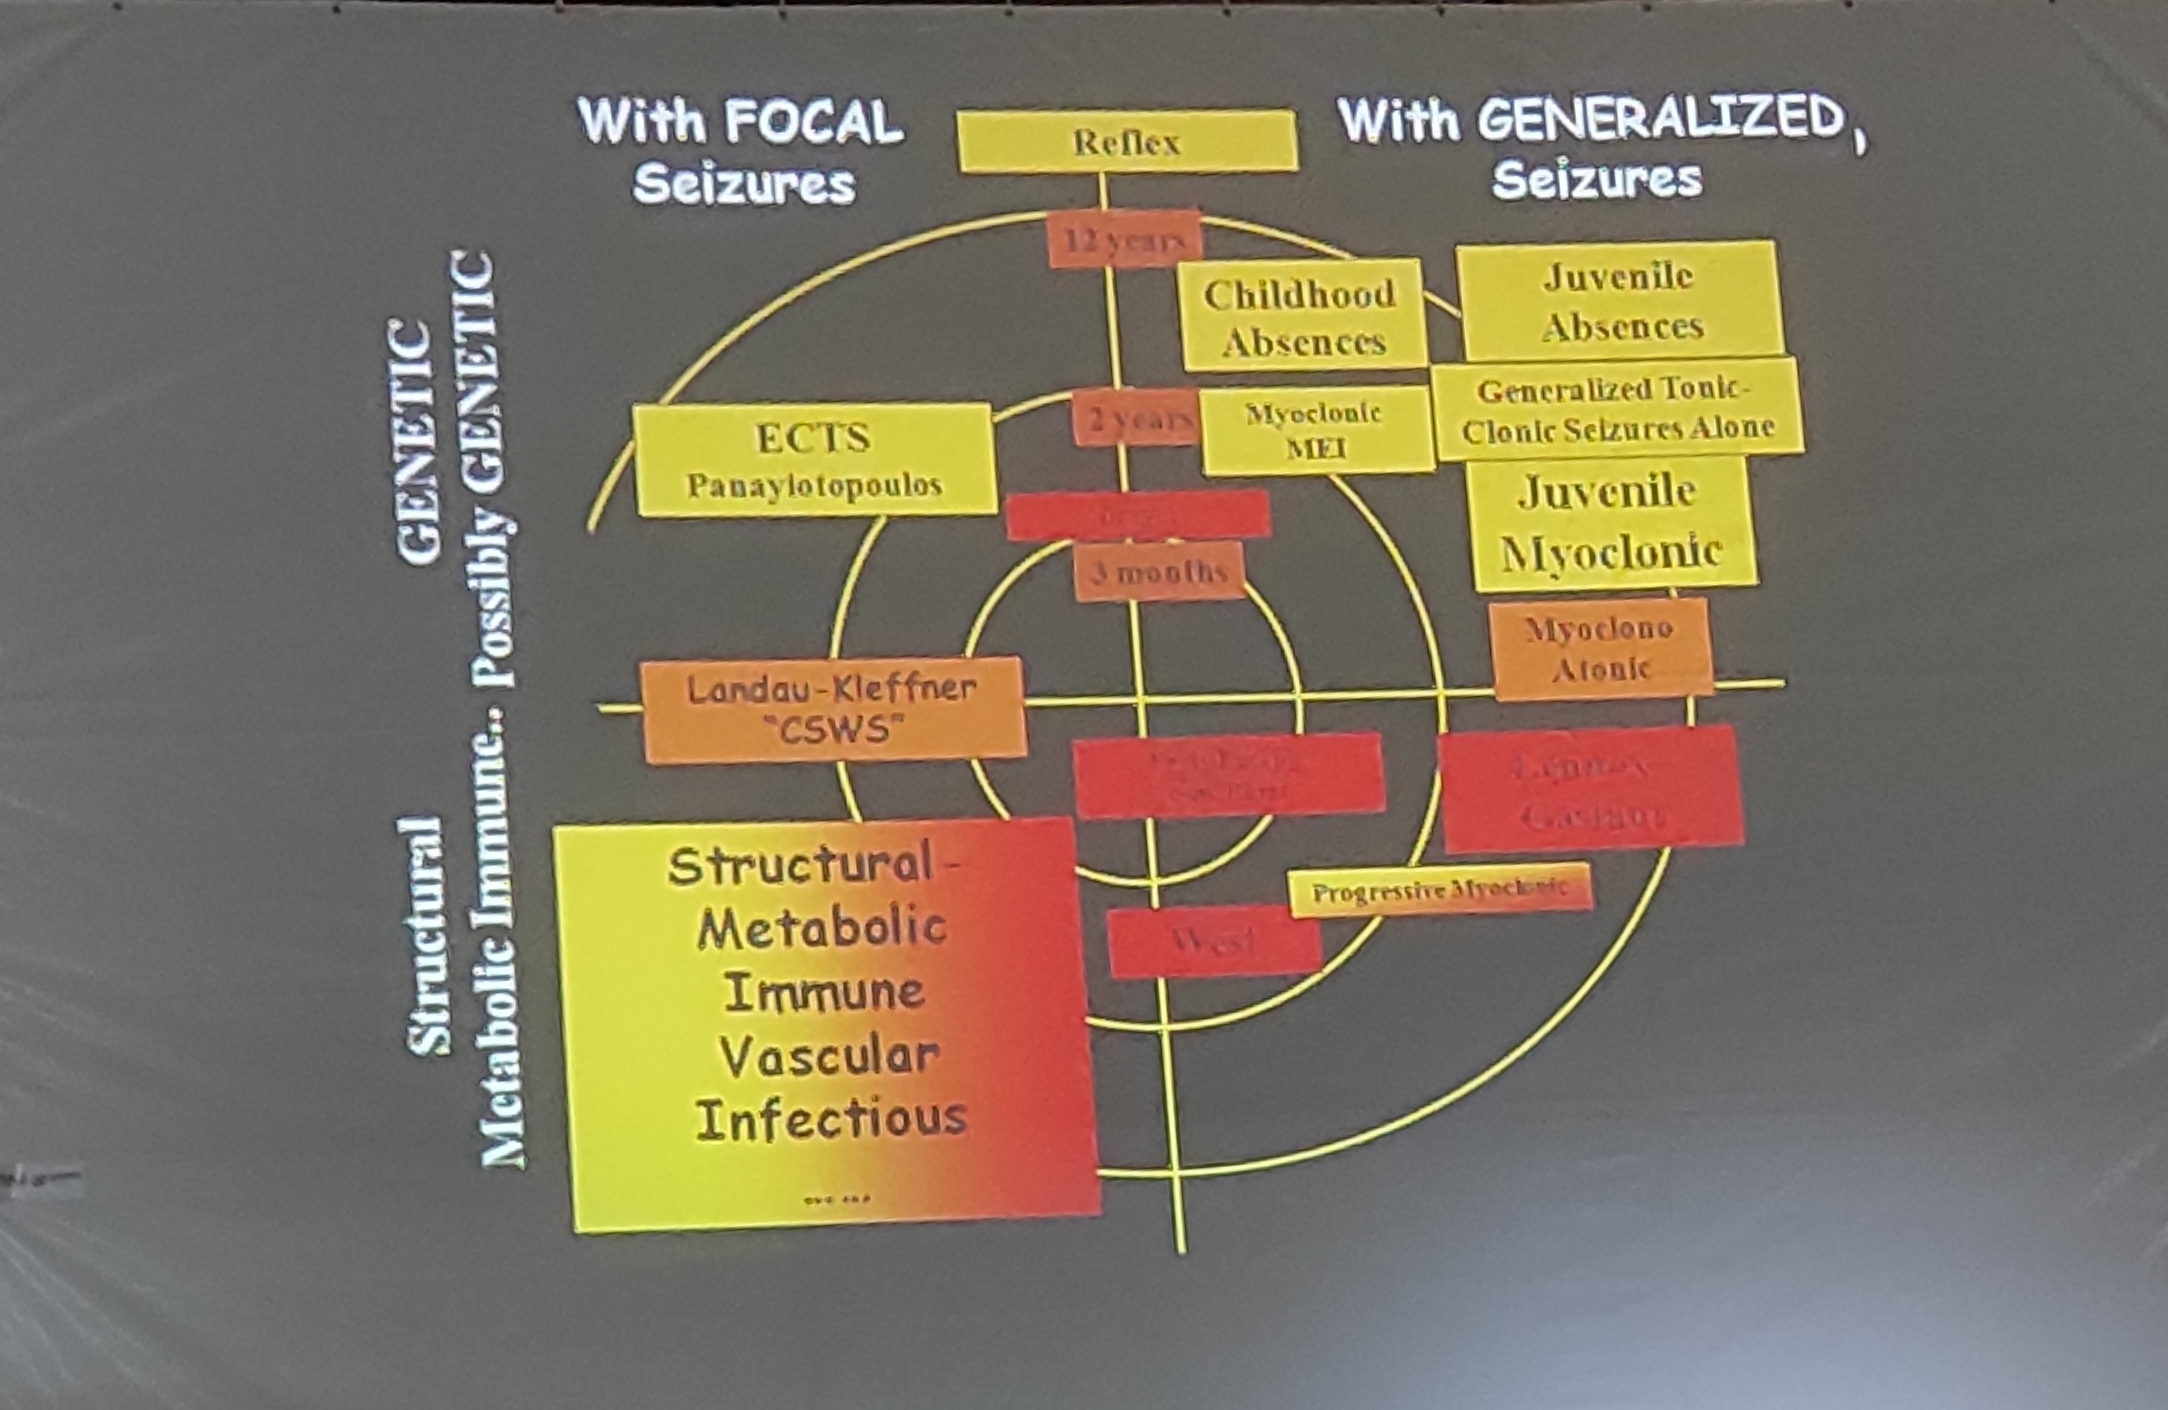 With FOCAL
Seizures
Reflex
With GENERALIZED,
Seizures
GENETIC
Possibly GENETIC
Structural
Metabolic Immune..
12 years
Childhood
Absences
Juvenile
Absences
2 years
Myoclonic
MEI
Generalized Tonic-
Clonic Seizures Alone
ECTS
Panayiotopoulos
Juvenile
Myoclonic
3 months
Myoclono
Atonic
Landau-Kleffner
"CSWS"
Lennox-
Gastaut
Structural-
Metabolic
Immune
Vascular
Infectious
Progressive Myoclonic
West